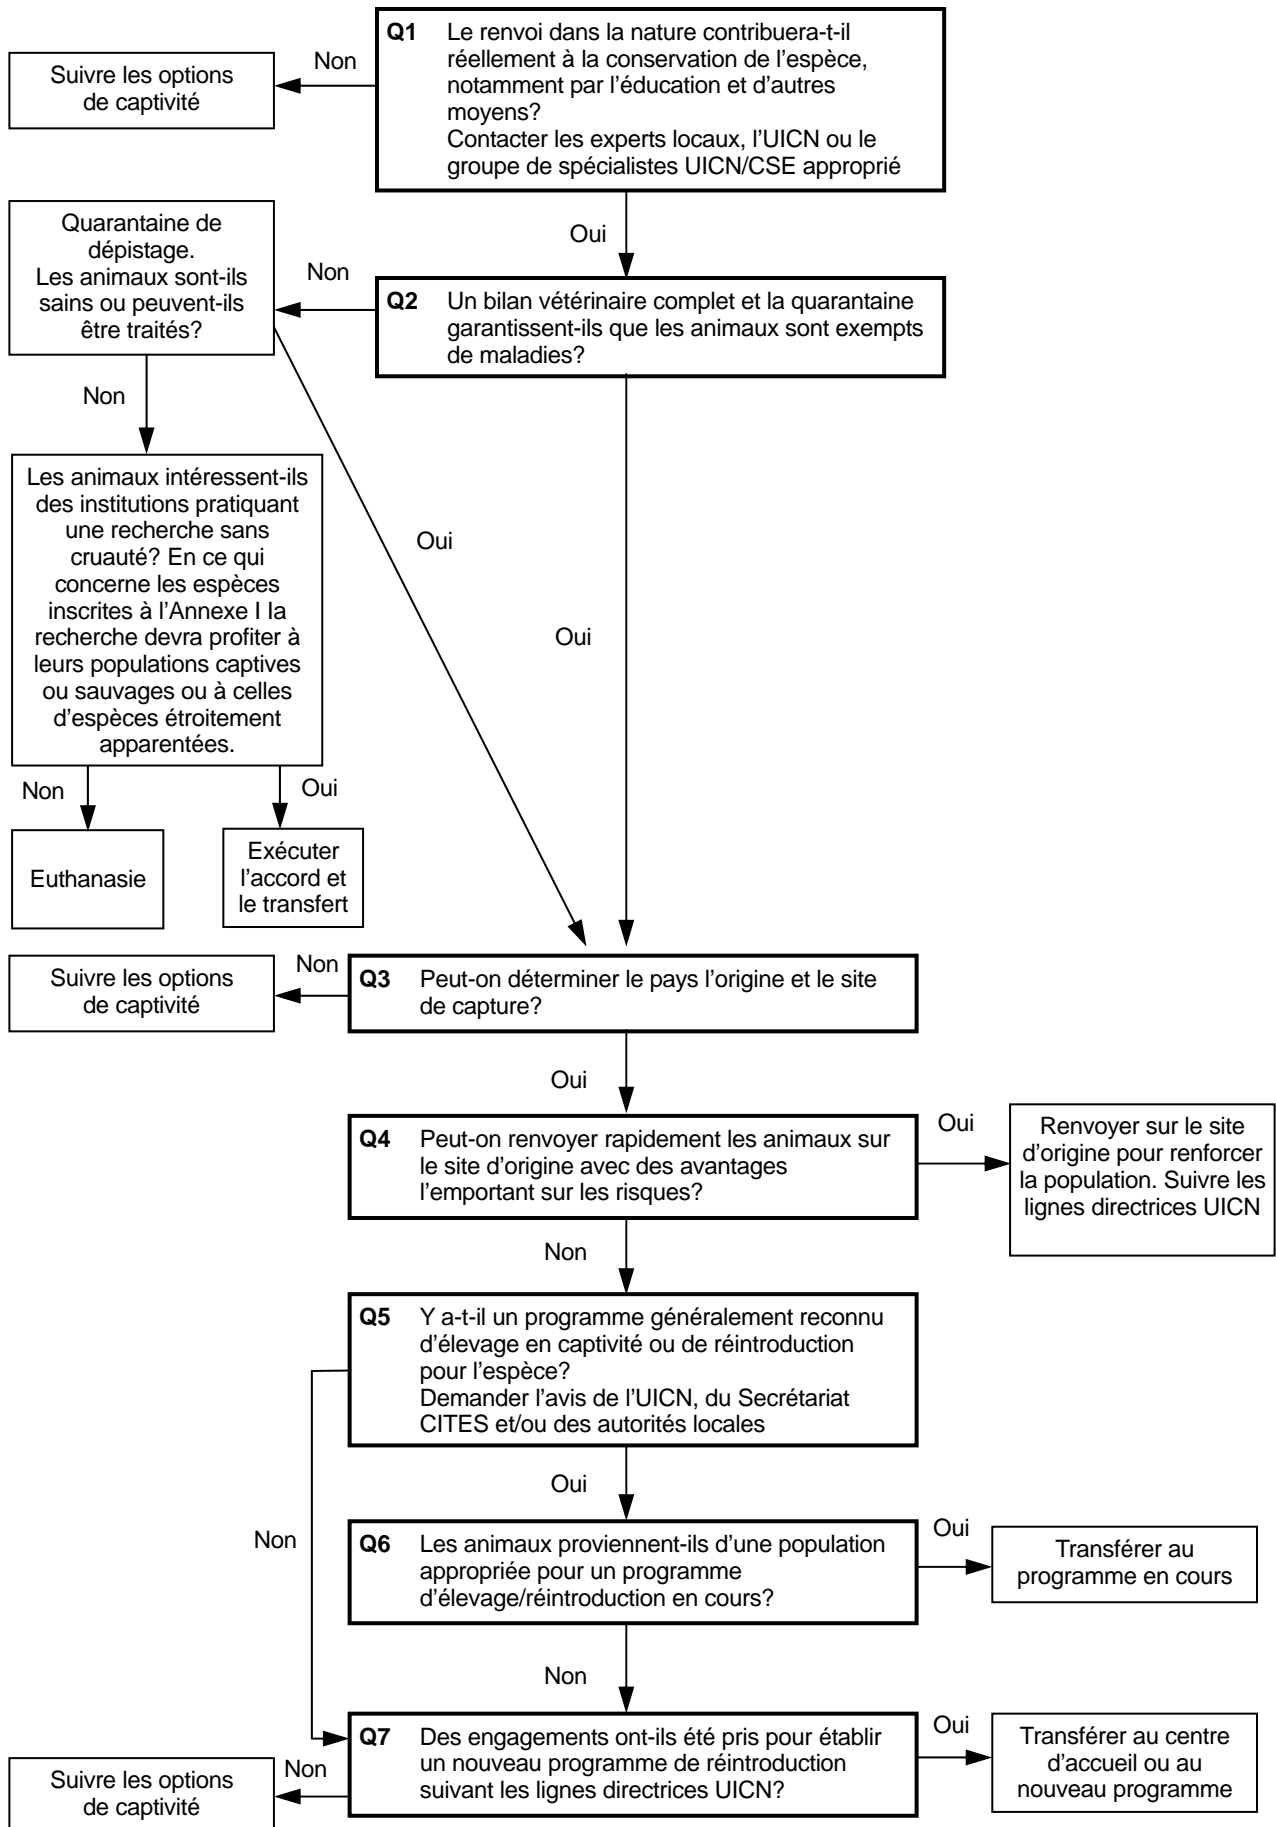 Q1 Le renvoi dans la nature contribuera-t-il
réellement à la conservation de l'espèce,
notamment par l'éducation et d'autres
moyens?
Contacter les experts locaux, l'UICN ou le
groupe de spécialistes UICN/CSE approprié
Non
Suivre les options
de captivité
Oui
Q2 Un bilan vétérinaire complet et la quarantaine
garantissent-ils que les animaux sont exempts
de maladies?
Non
Quarantaine de
dépistage.
Les animaux sont-ils
sains ou peuvent-ils
être traités?
Non
Oui
Oui
Les animaux intéressent-ils
des institutions pratiquant
une recherche sans
cruauté? En ce qui
concerne les espèces
inscrites à l'Annexe I la
recherche devra profiter à
leurs populations captives
ou sauvages ou à celles
d'espèces étroitement
apparentées.
Non
Oui
Euthanasie
Exécuter
l'accord et
le transfert
Q3 Peut-on déterminer le pays l'origine et le site
de capture?
Non
Suivre les options
de captivité
Oui
Q4 Peut-on renvoyer rapidement les animaux sur
le site d'origine avec des avantages
l'emportant sur les risques?
Oui
Renvoyer sur le site
d'origine pour renforcer
la population. Suivre les
lignes directrices UICN
Non
Q5 Y a-t-il un programme généralement reconnu
d'élevage en captivité ou de réintroduction
pour l'espèce?
Demander l'avis de l'UICN, du Secrétariat
CITES et/ou des autorités locales
Oui
Non
Q6 Les animaux proviennent-ils d'une population
appropriée pour un programme
d'élevage/réintroduction en cours?
Oui
Transférer au
programme en cours
Non
Q7 Des engagements ont-ils été pris pour établir
un nouveau programme de réintroduction
suivant les lignes directrices UICN?
Oui
Transférer au centre
d'accueil ou au
nouveau programme
Non
Suivre les options
de captivité